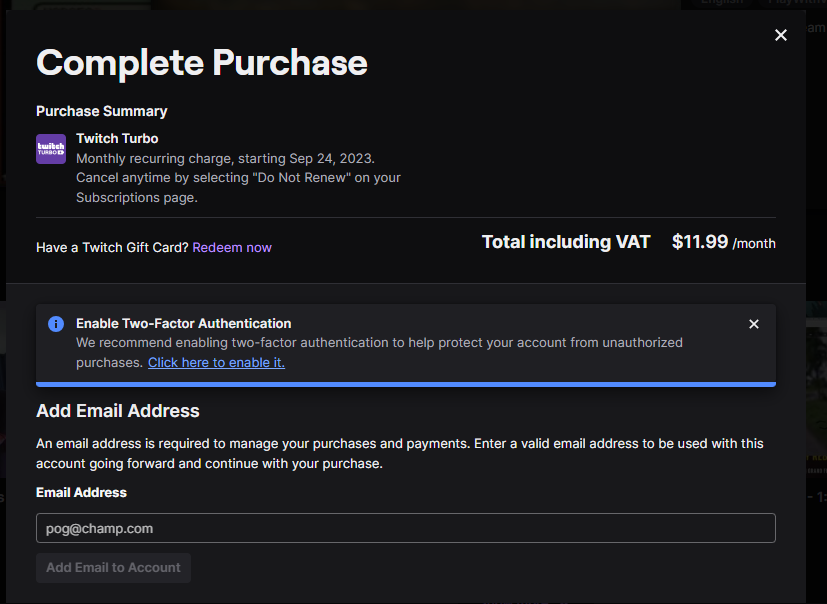 English
Complete Purchase
Purchase Summary
twitch
TURBO
Twitch Turbo
Monthly recurring charge, starting Sep 24, 2023.
Cancel anytime by selecting "Do Not Renew" on your
Subscriptions page.
Have a Twitch Gift Card? Redeem now
Total including VAT $11.99 /month
Enable Two-Factor Authentication
We recommend enabling two-factor authentication to help protect your account from unauthorized
purchases. Click here to enable it.
Add Email Address
An email address is required to manage your purchases and payments. Enter a valid email address to be used with this
account going forward and continue with your purchase.
Email Address
pog@champ.com
Add Email to Account